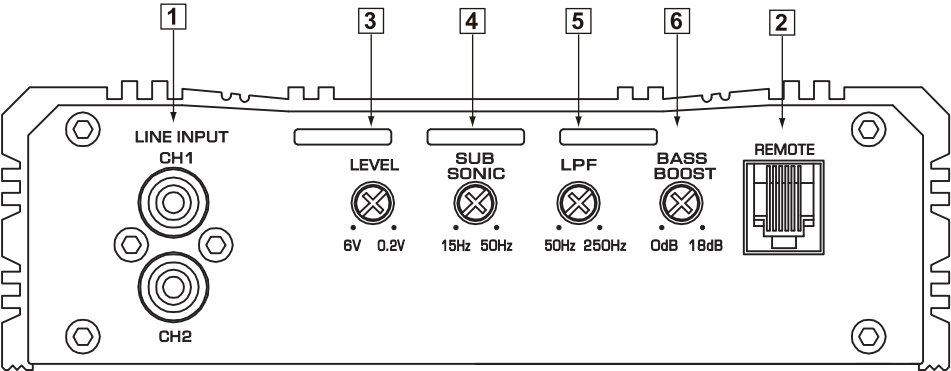 1 3 4 5 6 2
LINE INPUT
CH1
LEVEL
6V 0.2V
SUB
SONIC
15Hz 50Hz
LPF
50Hz 250Hz
BASS
BOOST
0dB 18dB
REMOTE
CH2